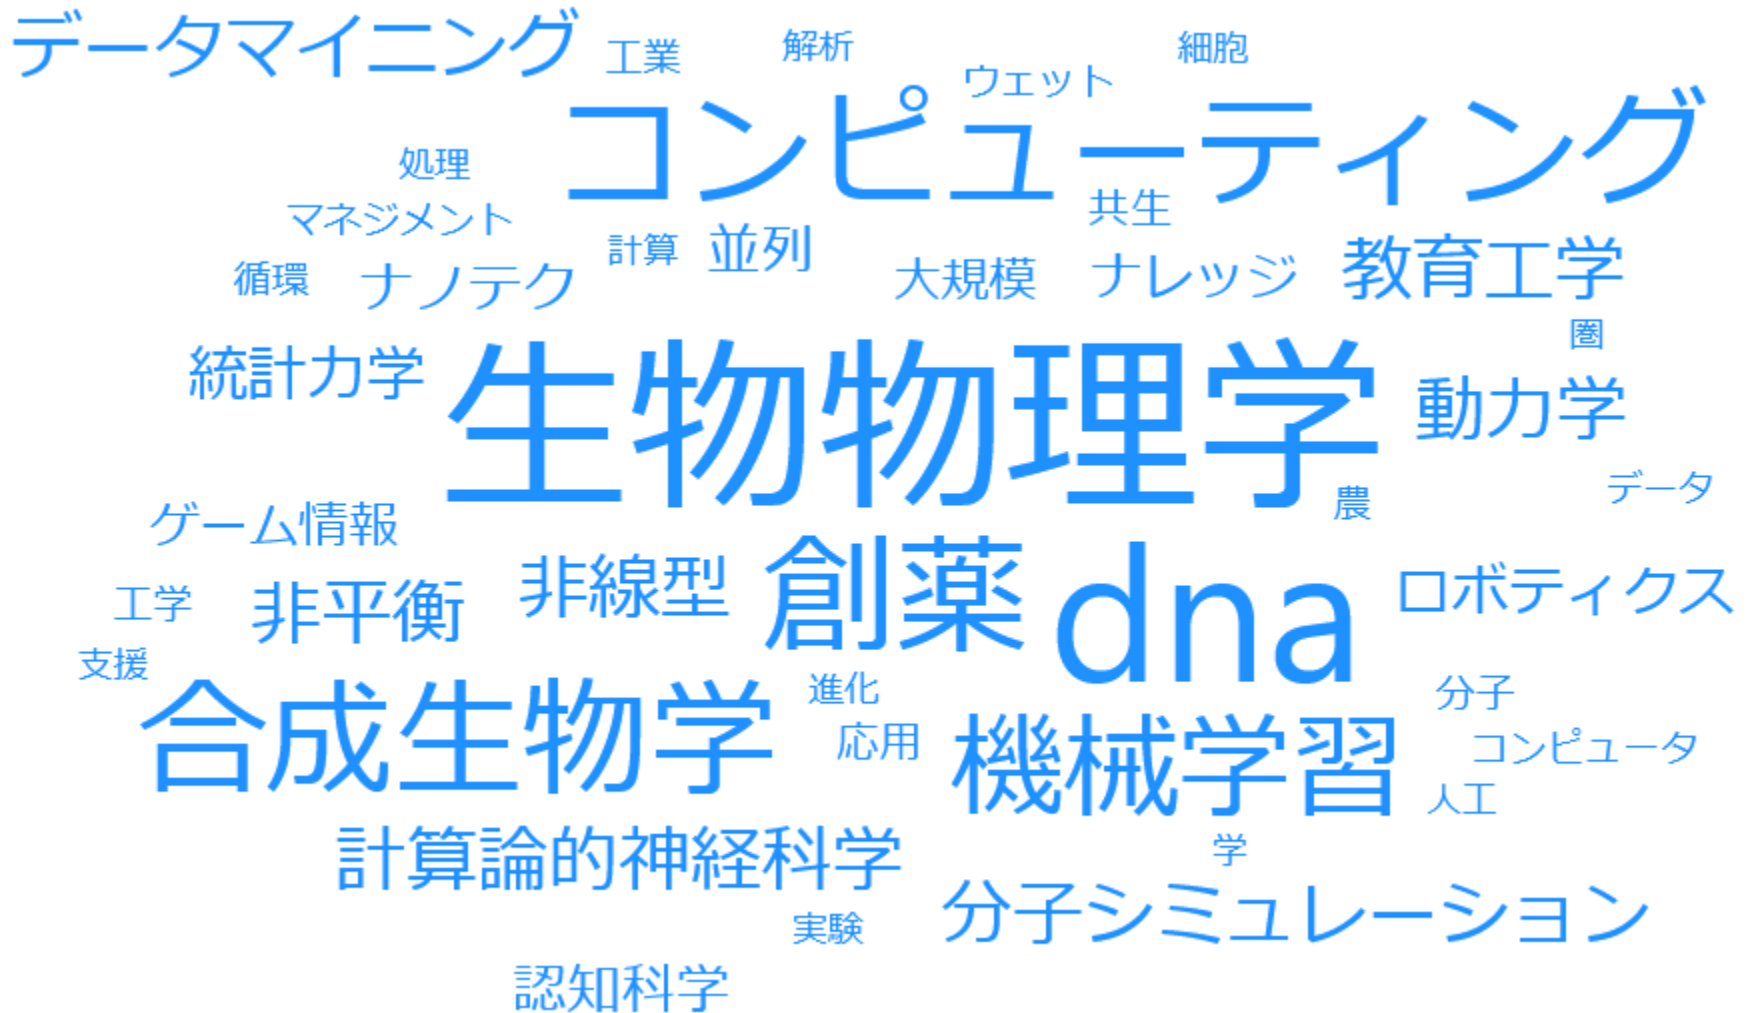 データマイニング
工業
解析
細胞
ウェット
コンピューティング
処理
共生
マネジメント
計算
並列
循環
ナノテク
大規模
ナレッジ
教育工学
圏
統計力学
生物物理学
動力学
データ
農
ゲーム情報
非線型
創薬
dna
ロボティクス
工学
非平衡
支援
合成生物学
進化
分子
応用
機械学習
コンピュータ
人工
計算論的神経科学
学
分子シミュレーション
実験
認知科学